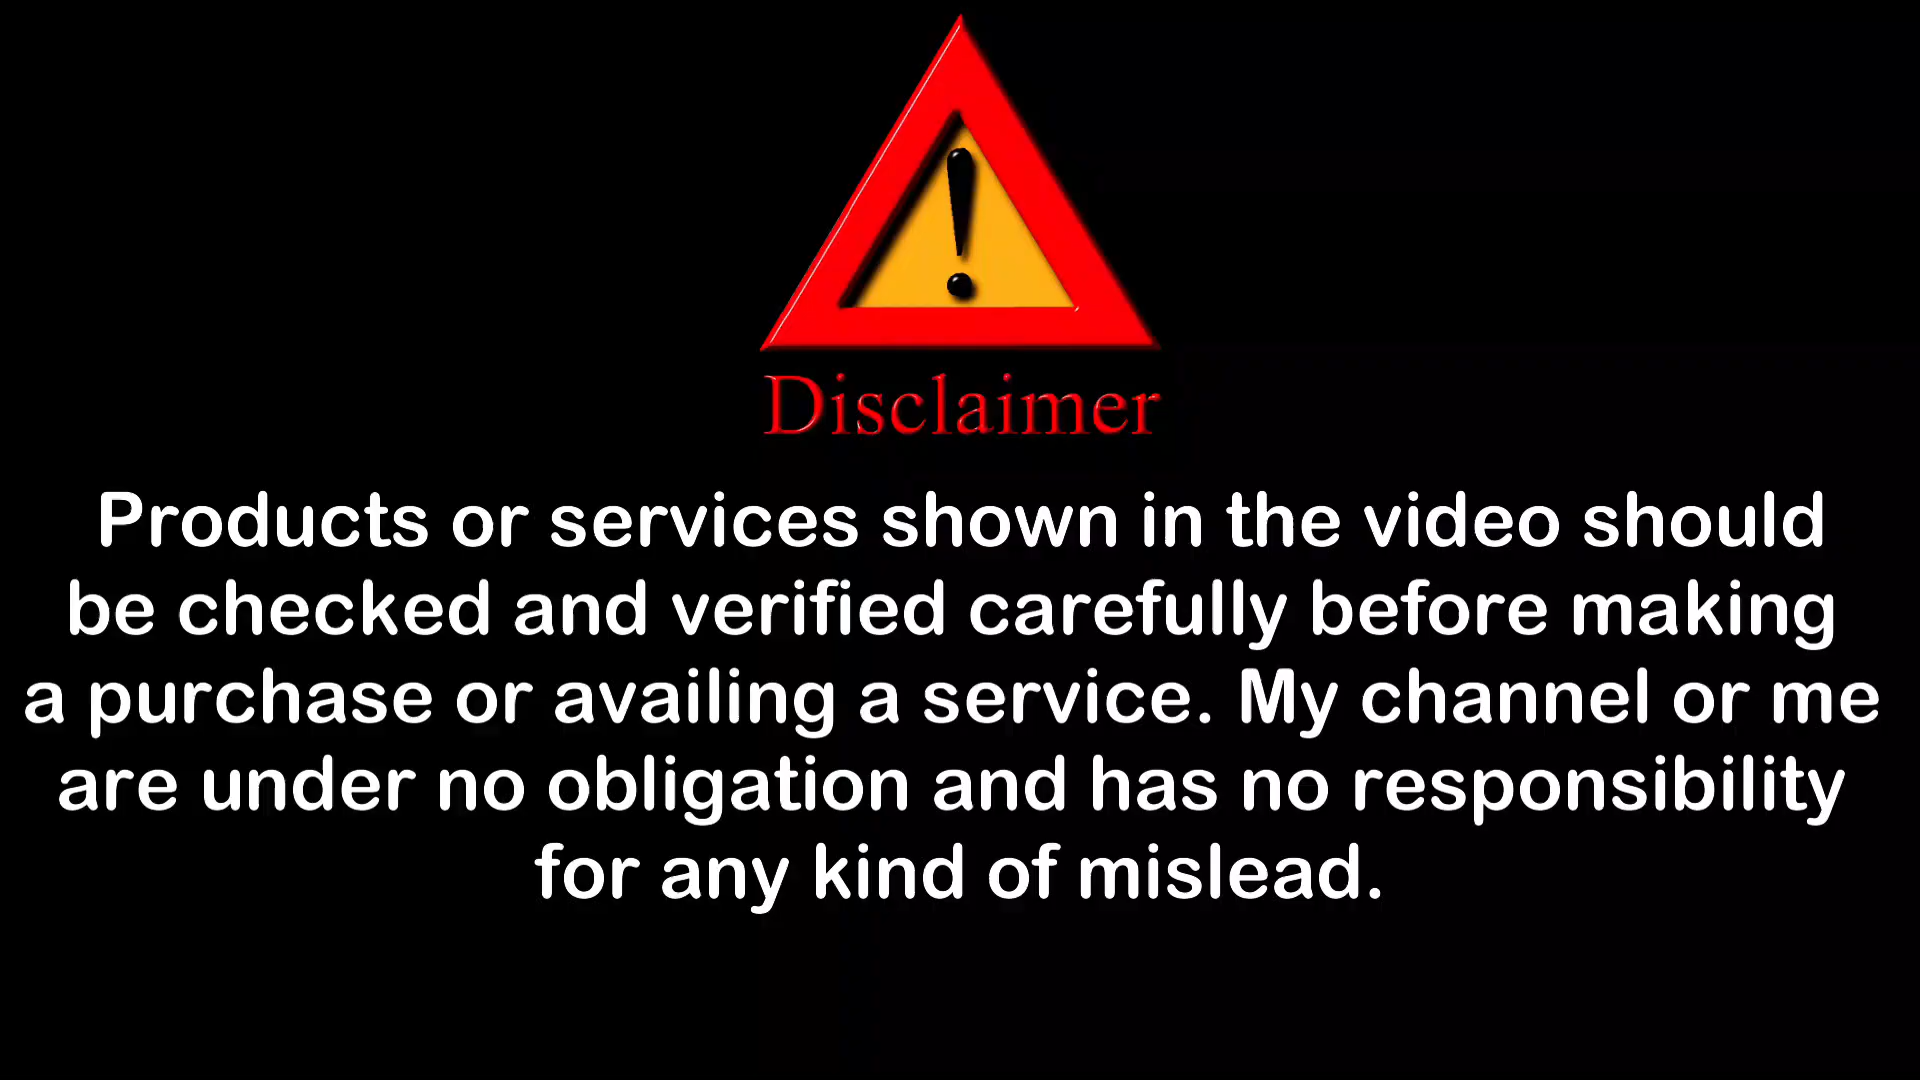 !
Disclaimer
Products or services shown in the video should
be checked and verified carefully before making
a purchase or availing a service. My channel or me
are under no obligation and has no responsibility
for any kind of mislead.